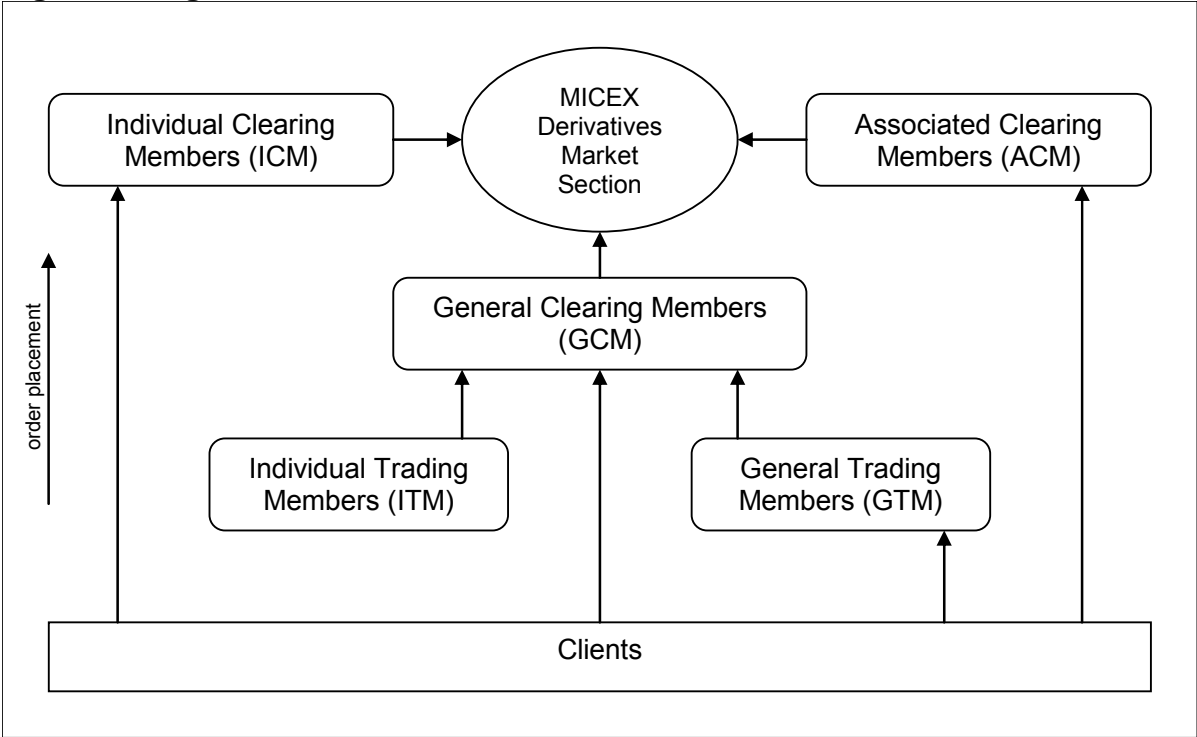 MICEX
Derivatives
Market
Section
Individual Clearing
Members (ICM)
Associated Clearing
Members (ACM)
General Clearing Members
(GCM)
order placement
Individual Trading
Members (ITM)
General Trading
Members (GTM)
Clients